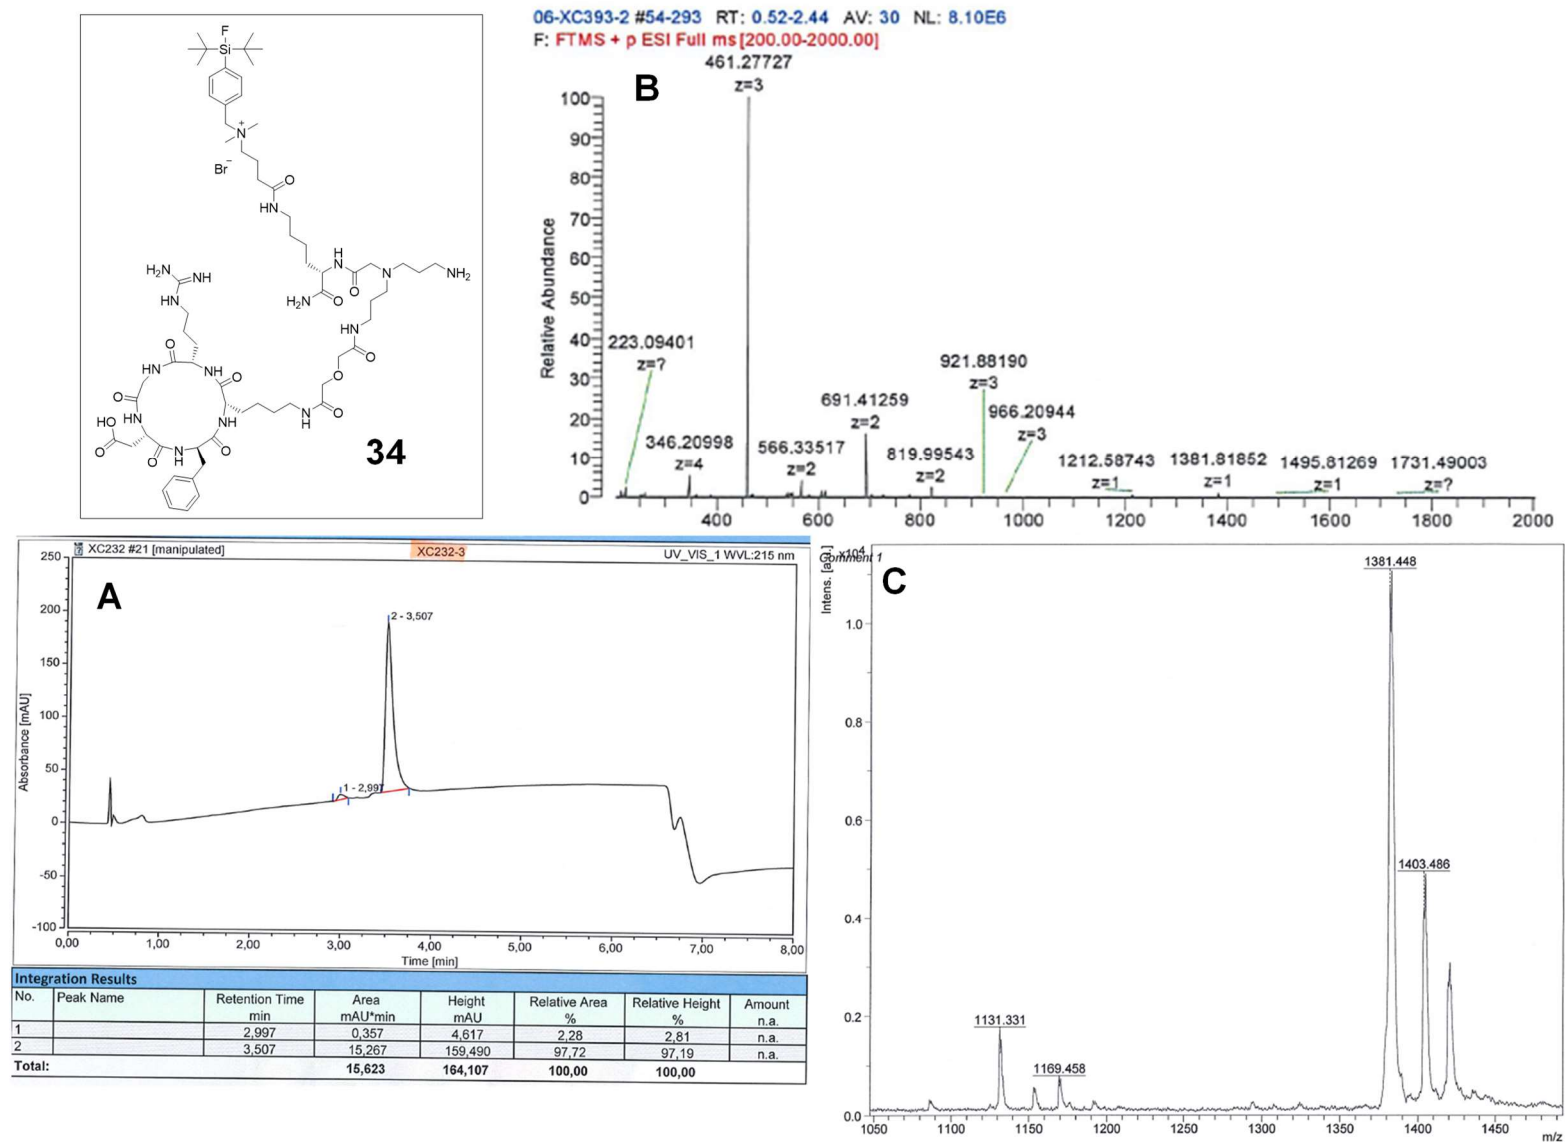 F
Si
N
+
Br
−
O
HN
H2N
NH
HN
H
N
N
NH2
O
H2N
O
HN
O
O
HN
NH
O
O
NH
HN
HO
O
O
N
H
O
N
H
O
34
06-XC393-2 #54-293 RT: 0.52-2.44 AV: 30 NL: 8.10E6
F: FTMS + p ESI Full ms [200.00-2000.00]
B
461.27727
z=3
100
90
80
70
60
50
40
30
20
10
0
Relative Abundance
223.09401
z=?
346.20998
z=4
566.33517
z=2
691.41259
z=2
819.99543
z=2
921.88190
z=3
966.20944
z=3
1212.58743
z=1
1381.81852
z=1
1495.81269
z=1
1731.49003
z=?
400 600 800 1000 1200 1400 1600 1800 2000
XC232 #21 [manipulated] XC232-3 UV_VIS_1 WVL:215 nm
A
250
200
150
100
50
0
-50
-100
Absorbance [mAU]
2 - 3,507
1 - 2,997
0,00 1,00 2,00 3,00 4,00 5,00 6,00 7,00 8,00
Time [min]
Integration Results
No. Peak Name Retention Time Area Height Relative Area Relative Height Amount
min mAU*min mAU % % n.a.
1 2,997 0,357 4,617 2,28 2,81 n.a.
2 3,507 15,267 159,490 97,72 97,19 n.a.
Total: 15,623 164,107 100,00 100,00
Comment 1
x10^4
Intens. [a.u.]
C
1381.448
1403.486
1131.331
1169.458
1.0
0.8
0.6
0.4
0.2
0.0
1050 1100 1150 1200 1250 1300 1350 1400 1450
m/z